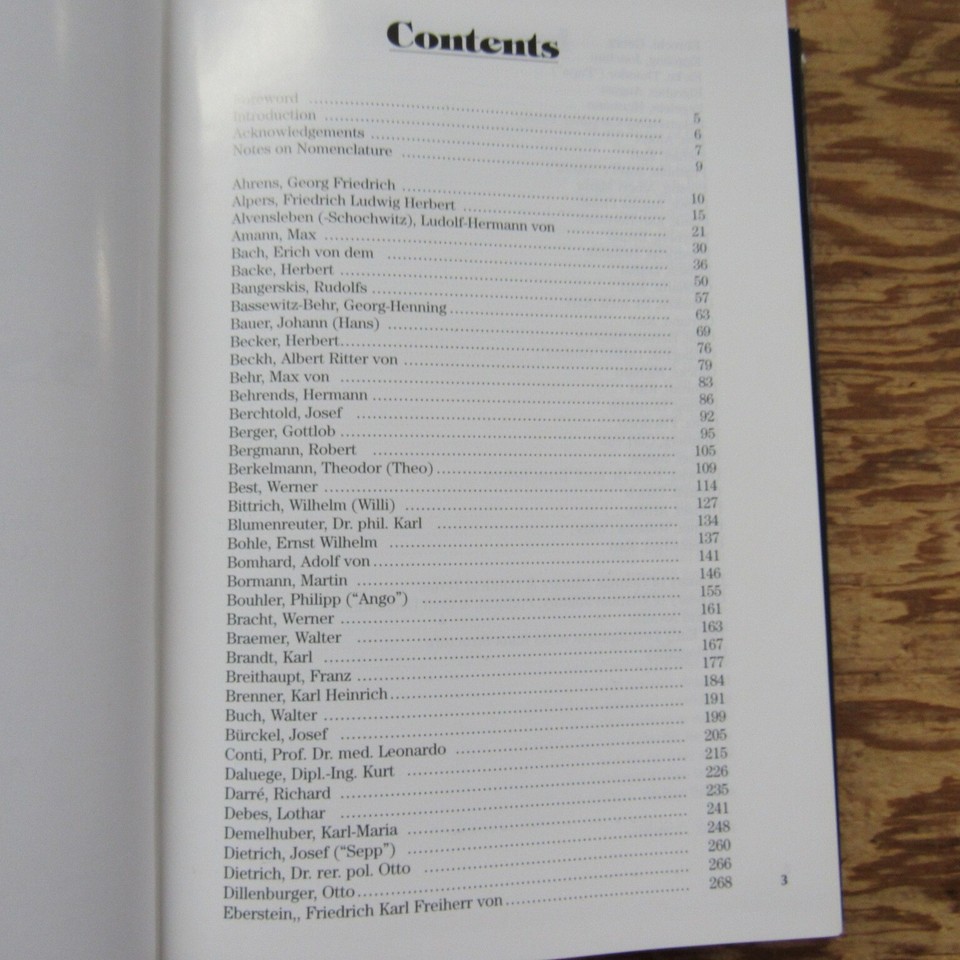 Contents
Foreword ........ 5
Introduction ........ 6
Acknowledgements ........ 7
Notes on Nomenclature ........ 9
Ahrens, Georg Friedrich ........ 10
Alpers, Friedrich Ludwig Herbert ........ 15
Alvensleben (-Schochwitz), Ludolf-Hermann von ........ 21
Amann, Max ........ 30
Bach, Erich von dem ........ 36
Backe, Herbert ........ 50
Bangerskis, Rudolfs ........ 57
Bassewitz-Behr, Georg-Henning ........ 63
Bauer, Johann (Hans) ........ 69
Becker, Herbert ........ 76
Beckh, Albert Ritter von ........ 79
Behr, Max von ........ 83
Behrends, Hermann ........ 86
Berchtold, Josef ........ 92
Berger, Gottlob ........ 95
Bergmann, Robert ........ 105
Berkelmann, Theodor (Theo) ........ 109
Best, Werner ........ 114
Bittrich, Wilhelm (Willi) ........ 127
Blumenreuter, Dr. phil. Karl ........ 134
Bohle, Ernst Wilhelm ........ 137
Bomhard, Adolf von ........ 141
Bormann, Martin ........ 146
Bouhler, Philipp (“Ango”) ........ 155
Bracht, Werner ........ 161
Braemer, Walter ........ 163
Brandt, Karl ........ 167
Breithaupt, Franz ........ 177
Brenner, Karl Heinrich ........ 184
Buch, Walter ........ 191
Bürckel, Josef ........ 199
Conti, Prof. Dr. med. Leonardo ........ 205
Daluege, Dipl.-Ing. Kurt ........ 215
Darré, Richard ........ 226
Debes, Lothar ........ 235
Demelhuber, Karl-Maria ........ 241
Dietrich, Josef (“Sepp”) ........ 248
Dietrich, Dr. rer. pol. Otto ........ 260
Dillenburger, Otto ........ 266
Eberstein,, Friedrich Karl Freiherr von ........ 268
3